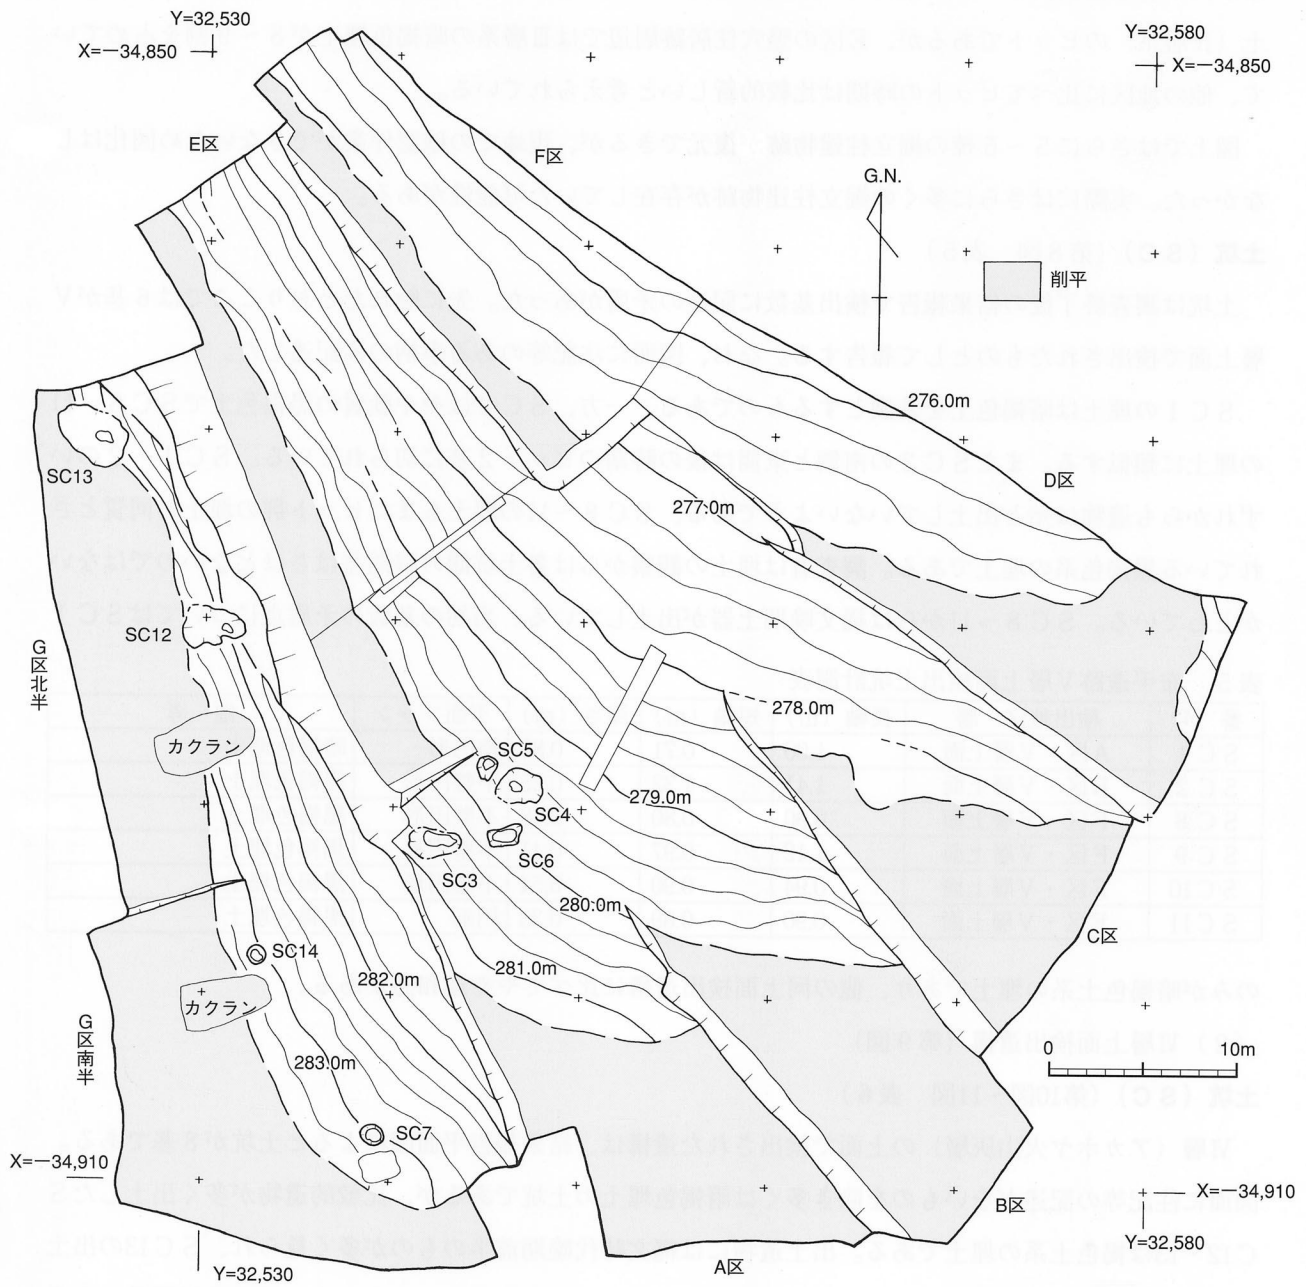 Y=32,530
X=−34,850
Y=32,580
X=−34,850
E区
F区
G.N.
削平
276.0m
D区
SC13
277.0m
SC12
G区北半
278.0m
カクラン
SC5
SC4
279.0m
SC6
SC3
280.0m
C区
SC14
281.0m
282.0m
カクラン
G区南半
283.0m
0
10m
SC7
X=−34,910
X=−34,910
B区
Y=32,580
Y=32,530
A区